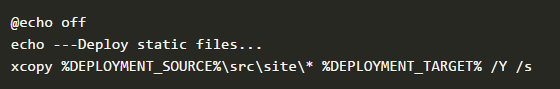 @echo off
echo ---Deploy static files...
xcopy %DEPLOYMENT_SOURCE%\src\site\* %DEPLOYMENT_TARGET% /Y /s